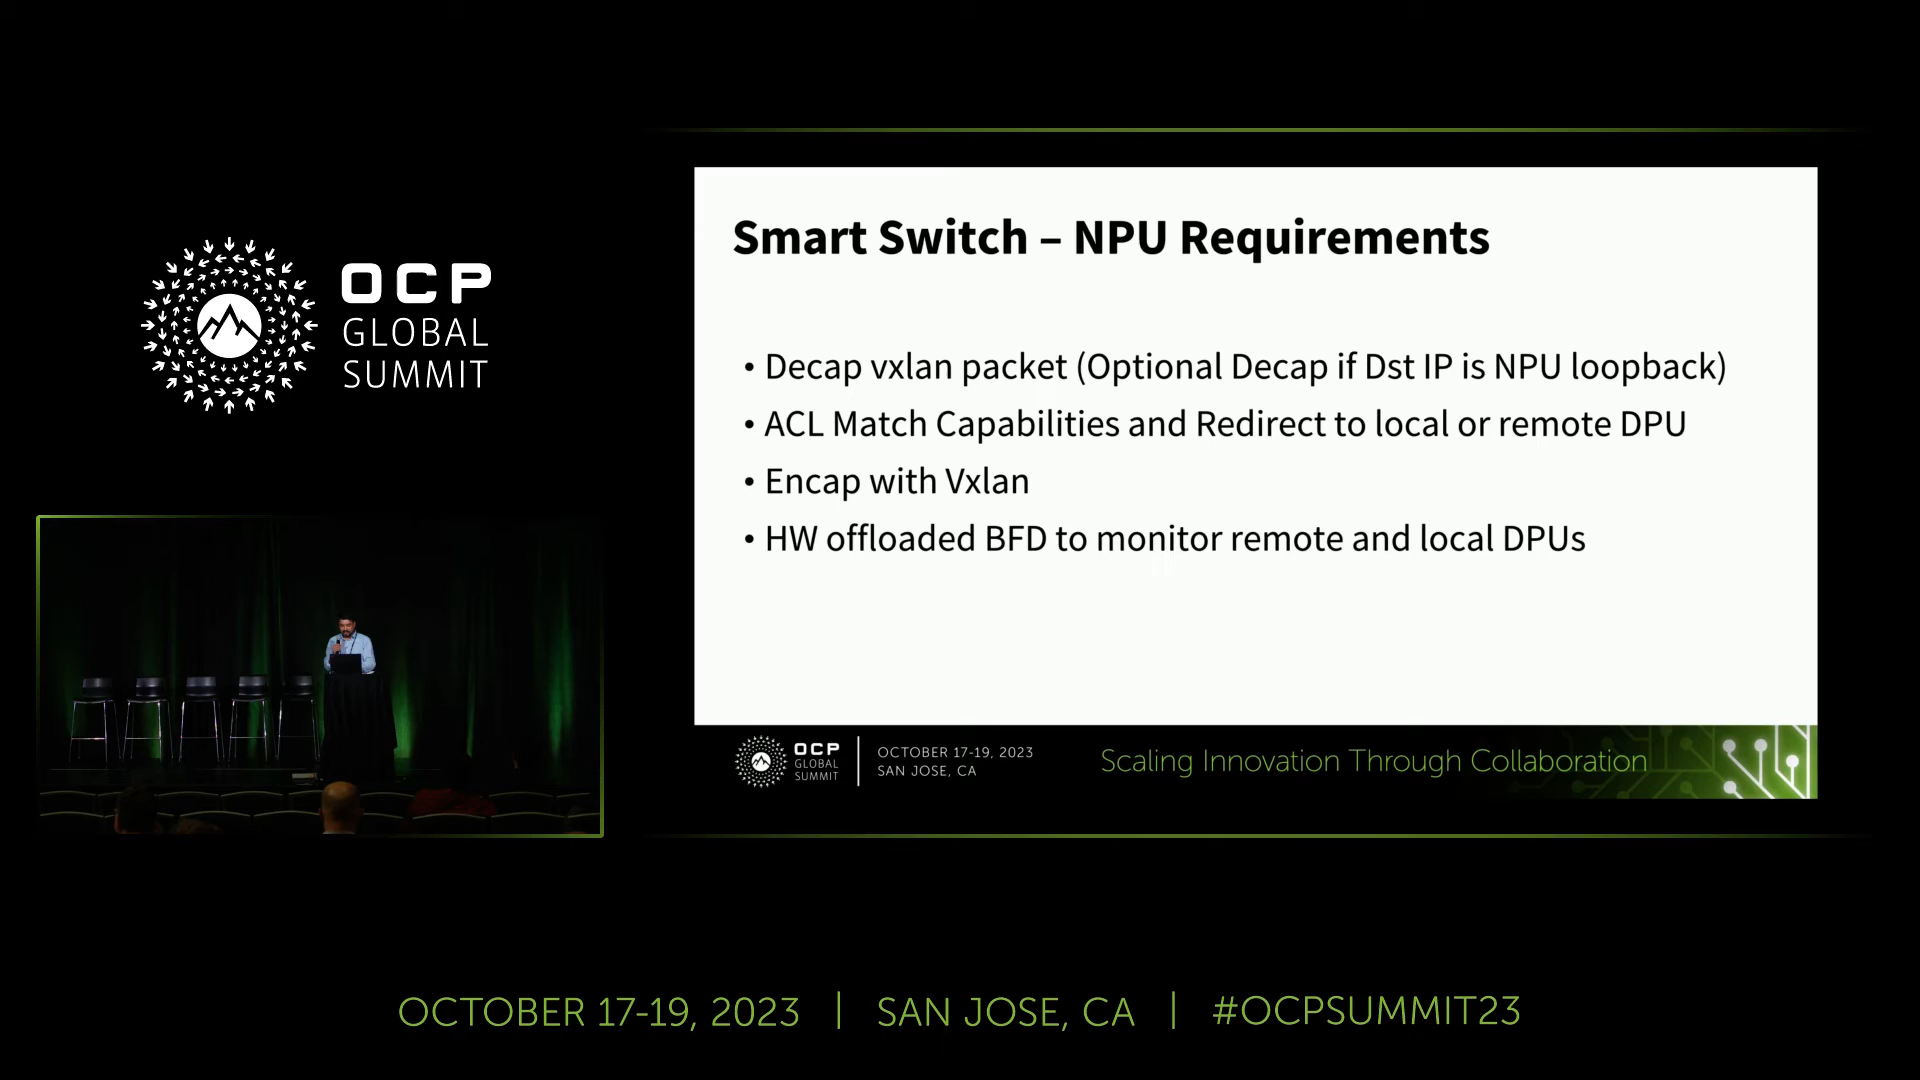 OCP
GLOBAL
SUMMIT
Smart Switch – NPU Requirements
• Decap vxlan packet (Optional Decap if Dst IP is NPU loopback)
• ACL Match Capabilities and Redirect to local or remote DPU
• Encap with Vxlan
• HW offloaded BFD to monitor remote and local DPUs
OCP
GLOBAL
SUMMIT
OCTOBER 17-19, 2023
SAN JOSE, CA
Scaling Innovation Through Collaboration
OCTOBER 17-19, 2023 | SAN JOSE, CA | #OCPSUMMIT23